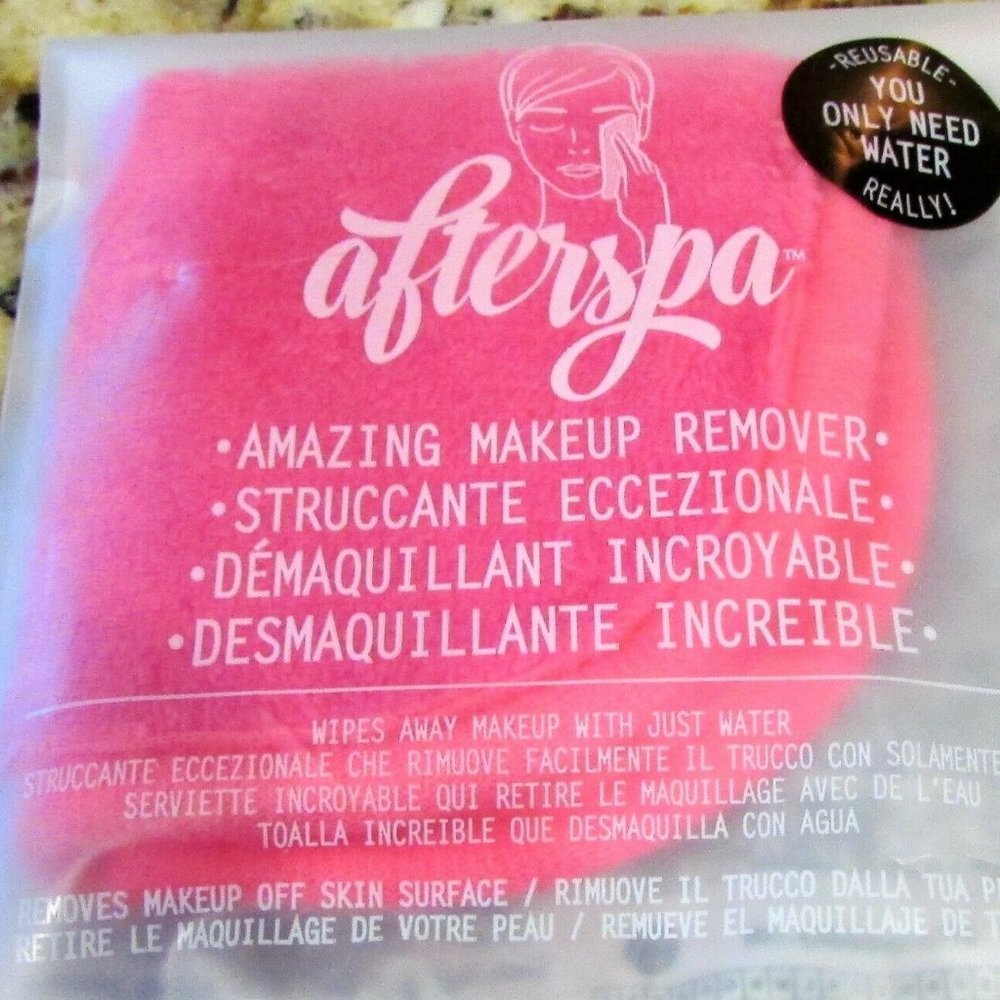 -REUSABLE-
YOU
ONLY NEED
WATER
REALLY!
afterspa™
•AMAZING MAKEUP REMOVER•
•STRUCCANTE ECCEZIONALE•
•DÉMAQUILLANT INCROYABLE•
•DESMAQUILLANTE INCREIBLE•
WIPES AWAY MAKEUP WITH JUST WATER
STRUCCANTE ECCEZIONALE CHE RIMUOVE FACILMENTE IL TRUCCO CON SOLAMENTE
SERVIETTE INCROYABLE QUI RETIRE LE MAQUILLAGE AVEC DE L'EAU
TOALLA INCREIBLE QUE DESMAQUILLA CON AGUA
REMOVES MAKEUP OFF SKIN SURFACE / RIMUOVE IL TRUCCO DALLA TUA
RETIRE LE MAQUILLAGE DE VOTRE PEAU / REMUEVE EL MAQUILLAJE DE